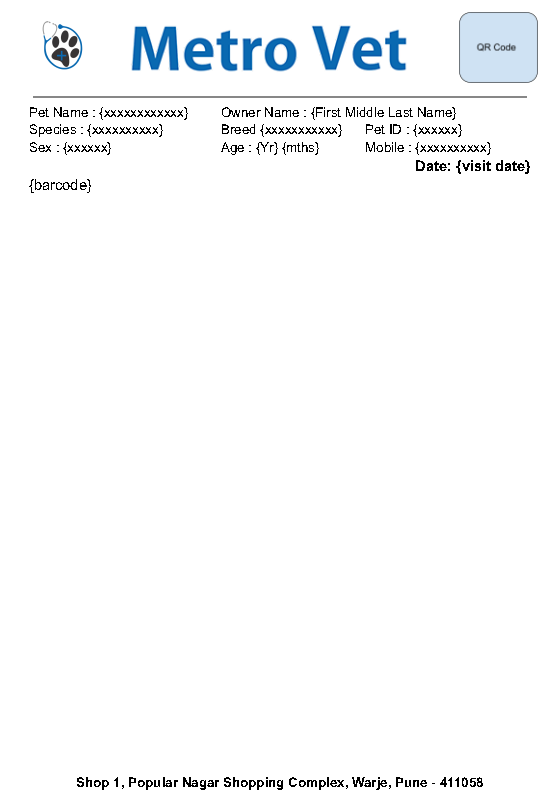 Metro Vet
QR Code
Pet Name : {xxxxxxxxxxxx} Owner Name : {First Middle Last Name}
Species : {xxxxxxxxxx} Breed {xxxxxxxxxxx} Pet ID : {xxxxxx}
Sex : {xxxxxx} Age : {Yr} {mths} Mobile : {xxxxxxxxxx}
Date: {visit date}
{barcode}
Shop 1, Popular Nagar Shopping Complex, Warje, Pune - 411058